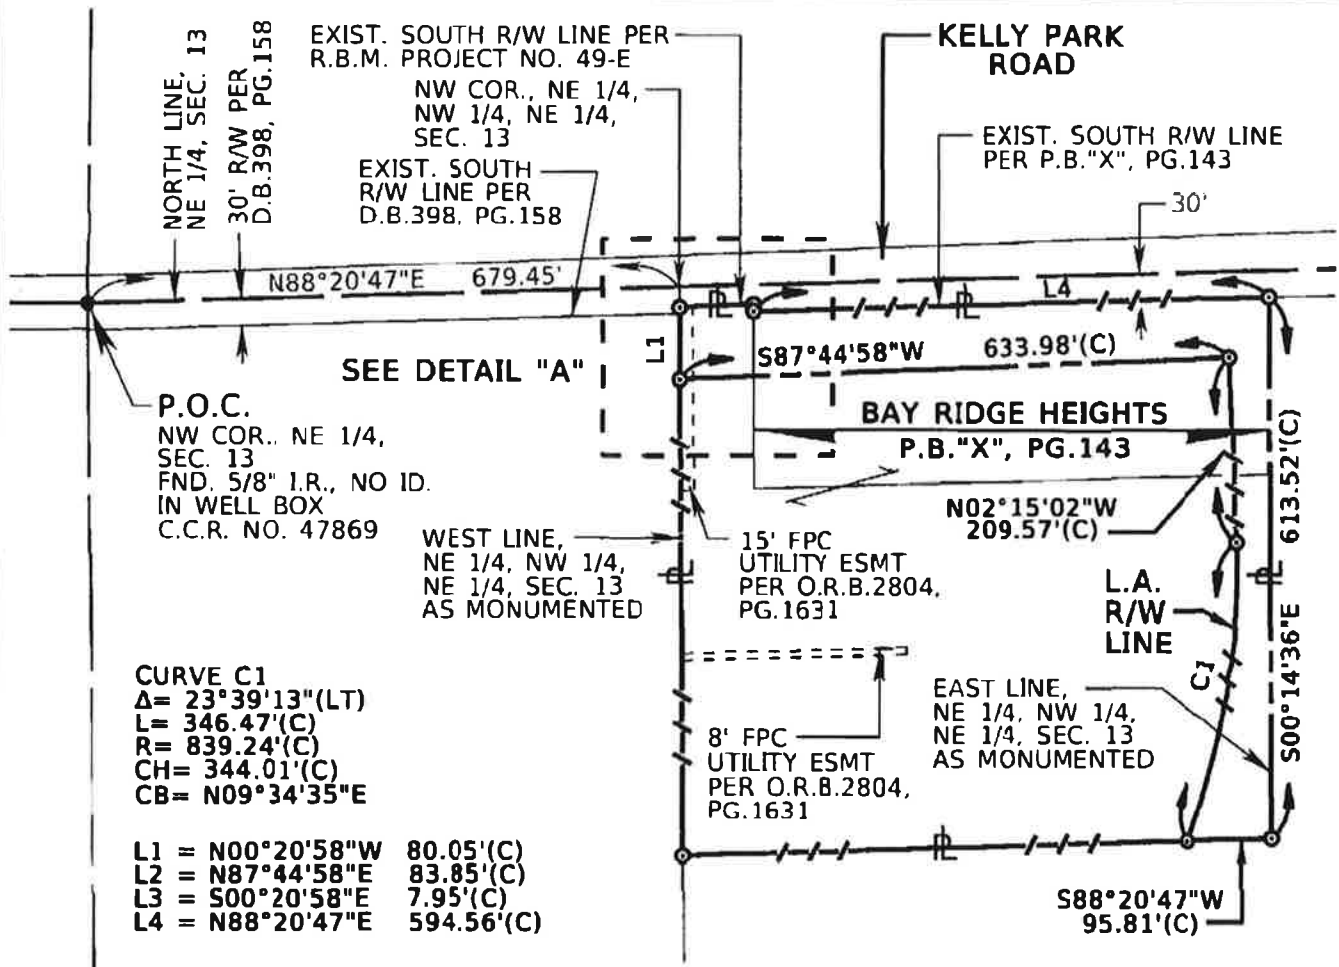 NORTH LINE,
NE 1/4, SEC. 13
30' R/W PER
D.B.398, PG.158
EXIST. SOUTH R/W LINE PER
R.B.M. PROJECT NO. 49-E
NW COR., NE 1/4,
NW 1/4, NE 1/4,
SEC. 13
EXIST. SOUTH
R/W LINE PER
D.B.398, PG.158
KELLY PARK
ROAD
EXIST. SOUTH R/W LINE
PER P.B."X", PG.143
30'
N88°20'47"E 679.45'
L4
L1
S87°44'58"W 633.98'(C)
SEE DETAIL "A"
P.O.C.
NW COR., NE 1/4,
SEC. 13
FND. 5/8" I.R., NO ID.
IN WELL BOX
C.C.R. NO. 47869
BAY RIDGE HEIGHTS
P.B."X", PG.143
N02°15'02"W
209.57'(C)
S00°14'36"E 613.52'(C)
WEST LINE,
NE 1/4, NW 1/4,
NE 1/4, SEC. 13
AS MONUMENTED
15' FPC
UTILITY ESMT
PER O.R.B.2804,
PG.1631
L.A.
R/W
LINE
C1
EAST LINE,
NE 1/4, NW 1/4,
NE 1/4, SEC. 13
AS MONUMENTED
8' FPC
UTILITY ESMT
PER O.R.B.2804,
PG.1631
CURVE C1
Δ= 23°39'13"(LT)
L= 346.47'(C)
R= 839.24'(C)
CH= 344.01'(C)
CB= N09°34'35"E
L1 = N00°20'58"W 80.05'(C)
L2 = N87°44'58"E 83.85'(C)
L3 = S00°20'58"E 7.95'(C)
L4 = N88°20'47"E 594.56'(C)
S88°20'47"W
95.81'(C)